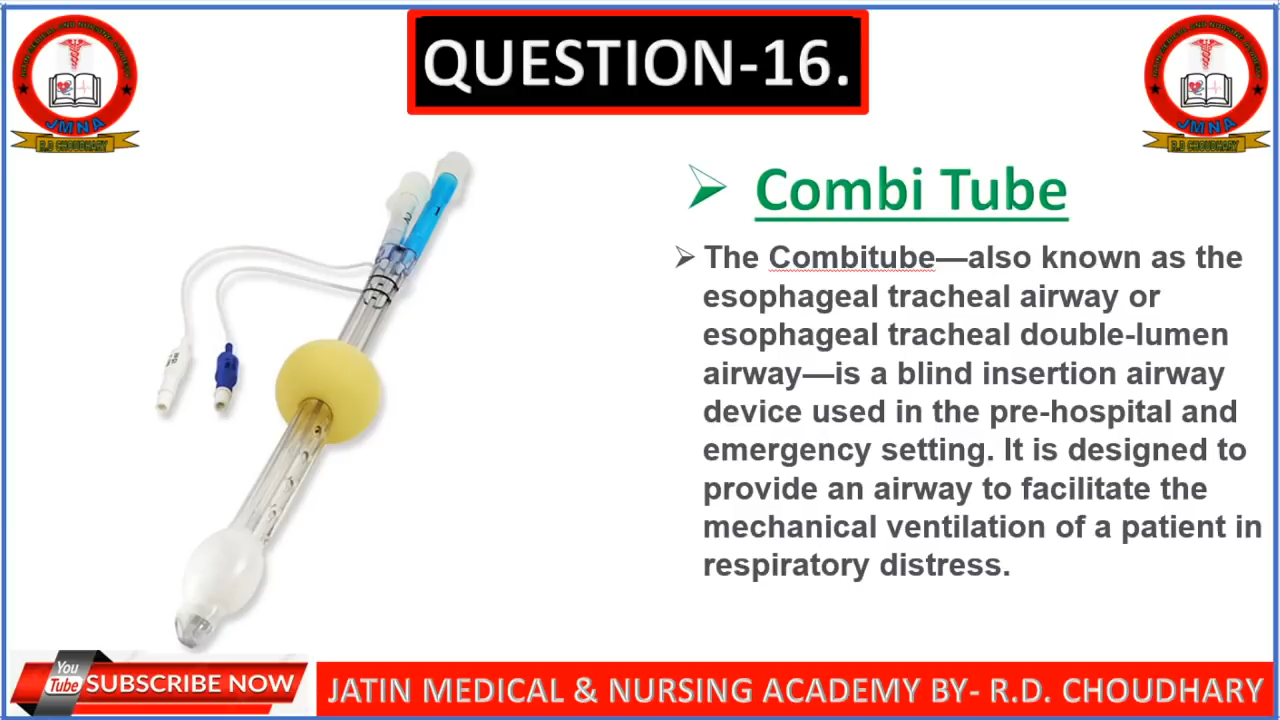 QUESTION-16.
JMNA
R.D CHOUDHARY
JMNA
R.D CHOUDHARY
➢ Combi Tube
➢ The Combitube—also known as the
esophageal tracheal airway or
esophageal tracheal double-lumen
airway—is a blind insertion airway
device used in the pre-hospital and
emergency setting. It is designed to
provide an airway to facilitate the
mechanical ventilation of a patient in
respiratory distress.
You
Tube
SUBSCRIBE NOW
JATIN MEDICAL & NURSING ACADEMY BY- R.D. CHOUDHARY